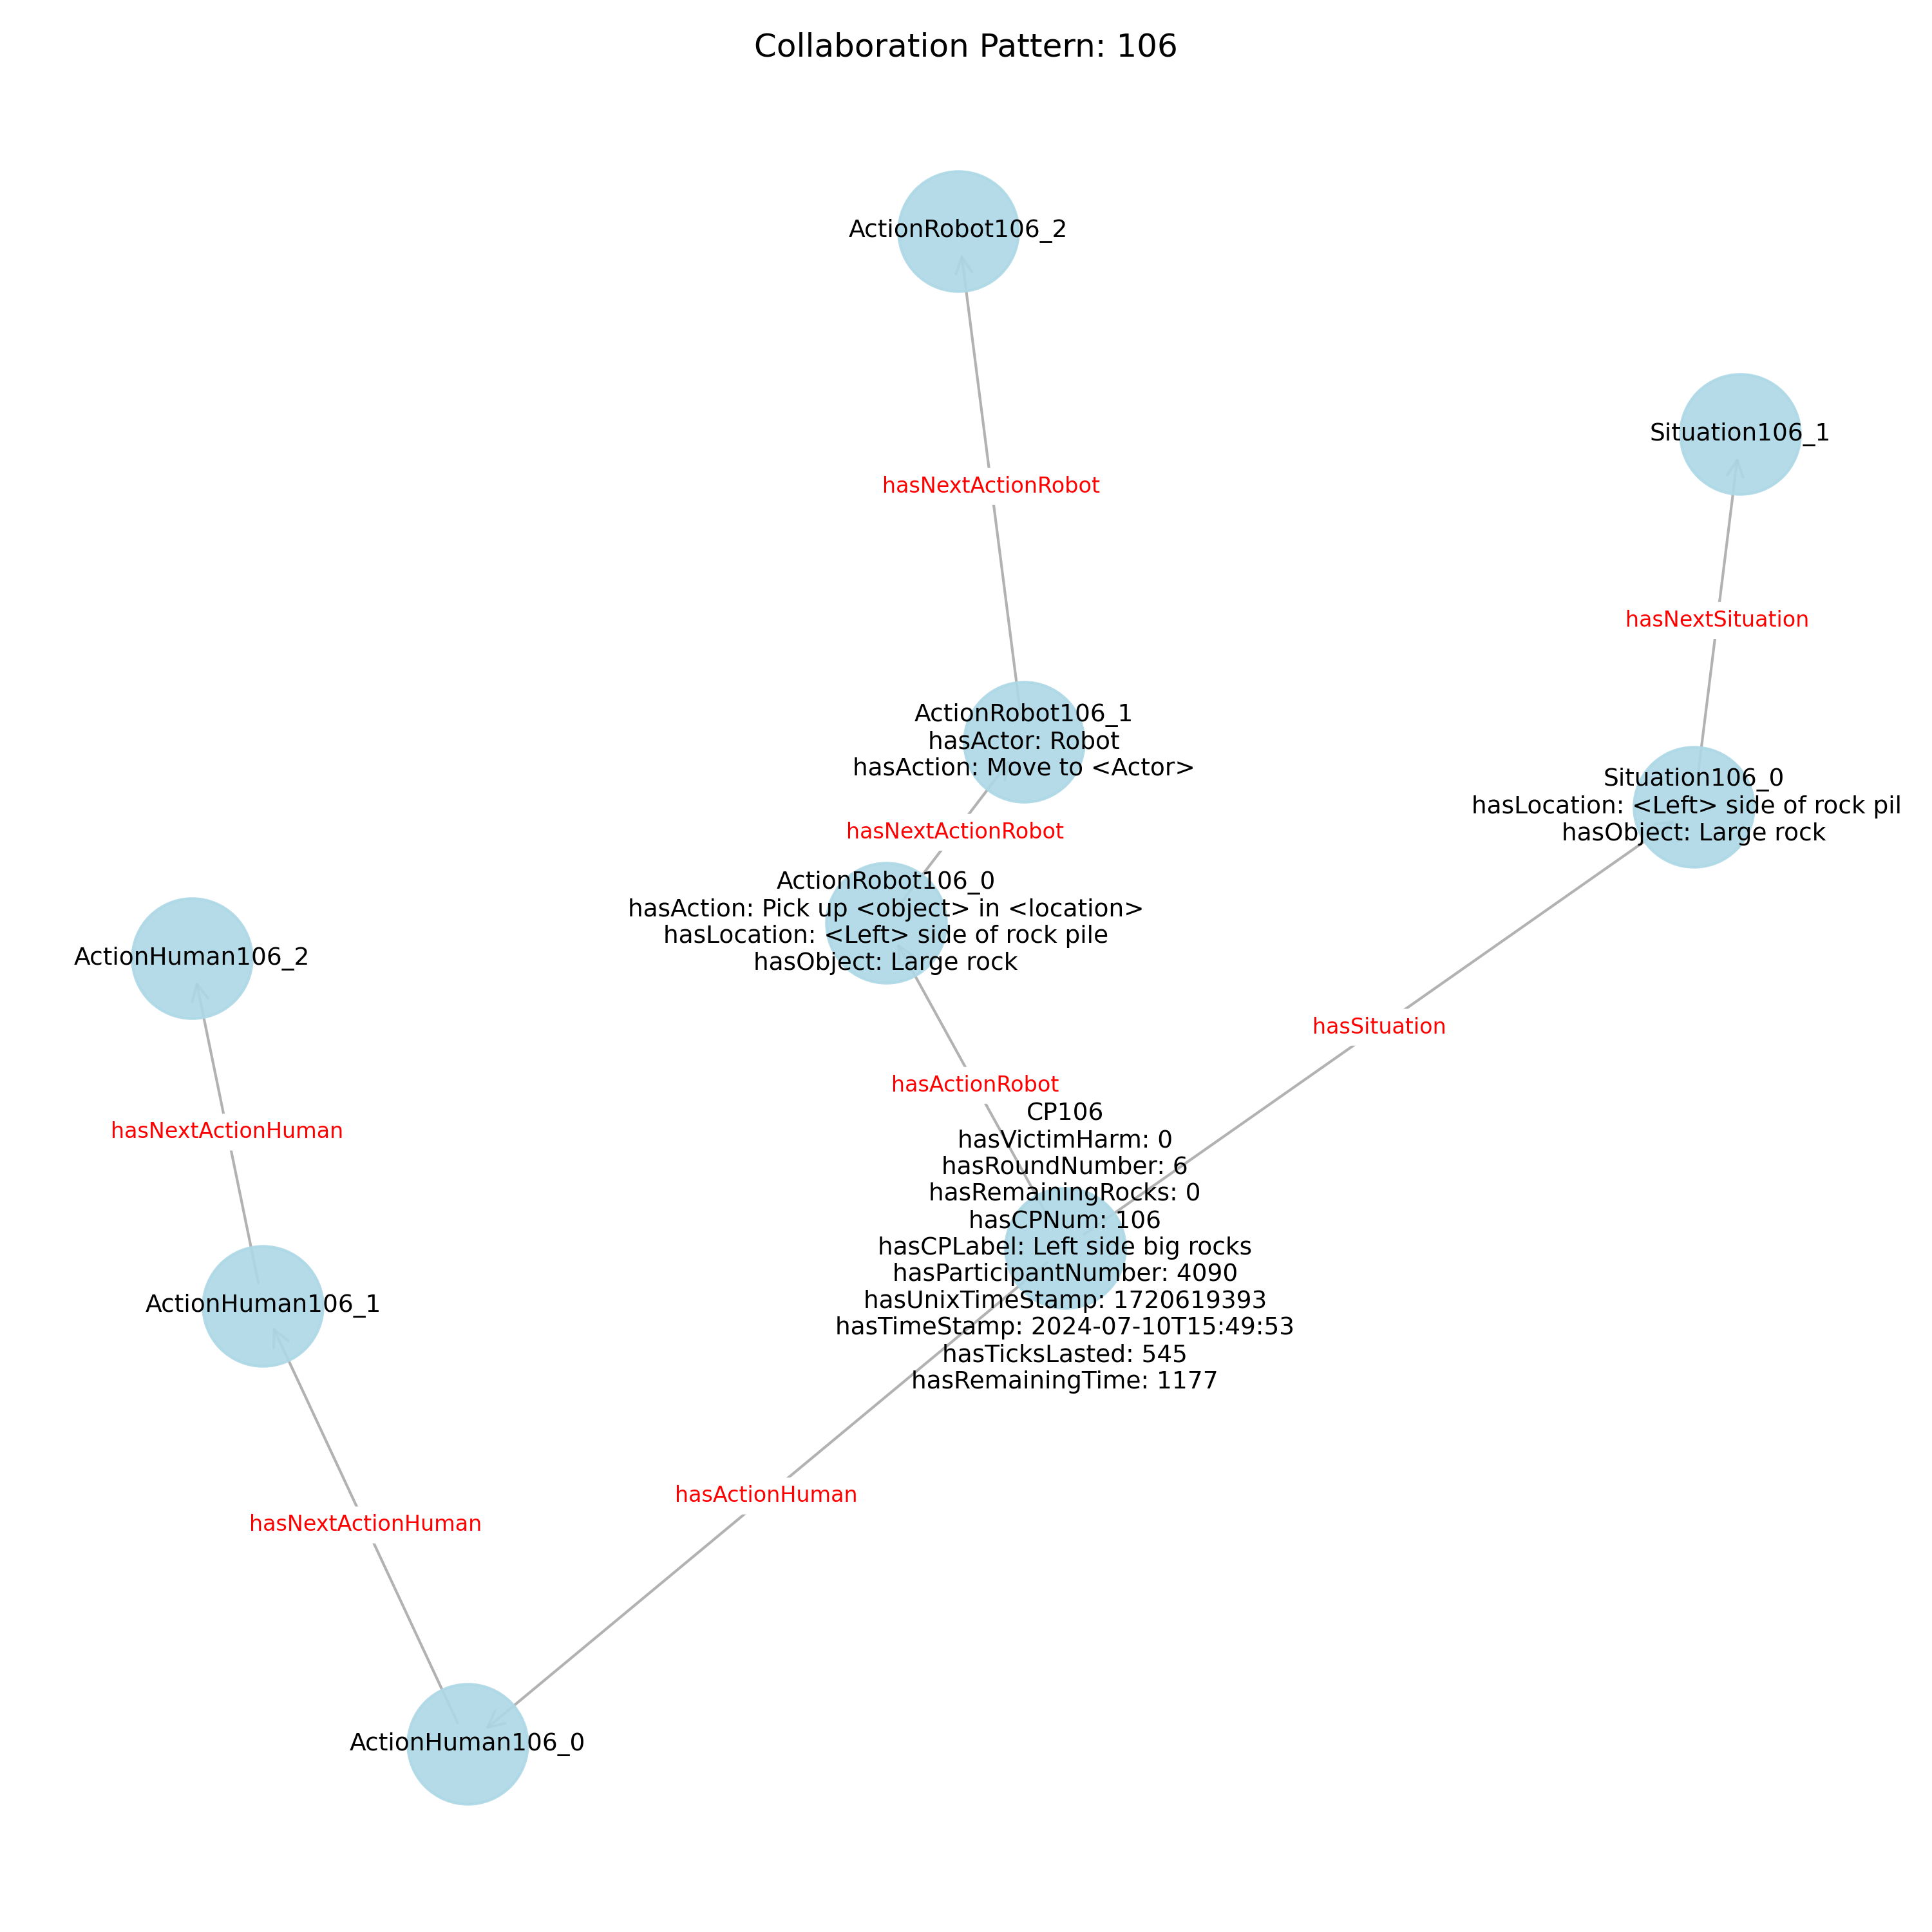 Collaboration Pattern: 106
ActionRobot106_2
Situation106_1
hasNextActionRobot
hasNextSituation
ActionRobot106_1
hasActor: Robot
hasAction: Move to <Actor>
Situation106_0
hasLocation: <Left> side of rock pil
hasObject: Large rock
hasNextActionRobot
ActionRobot106_0
hasAction: Pick up <object> in <location>
hasLocation: <Left> side of rock pile
hasObject: Large rock
ActionHuman106_2
hasSituation
hasActionRobot
hasNextActionHuman
CP106
hasVictimHarm: 0
hasRoundNumber: 6
hasRemainingRocks: 0
hasCPNum: 106
hasCPLabel: Left side big rocks
hasParticipantNumber: 4090
hasUnixTimeStamp: 1720619393
hasTimeStamp: 2024-07-10T15:49:53
hasTicksLasted: 545
hasRemainingTime: 1177
ActionHuman106_1
hasActionHuman
hasNextActionHuman
ActionHuman106_0